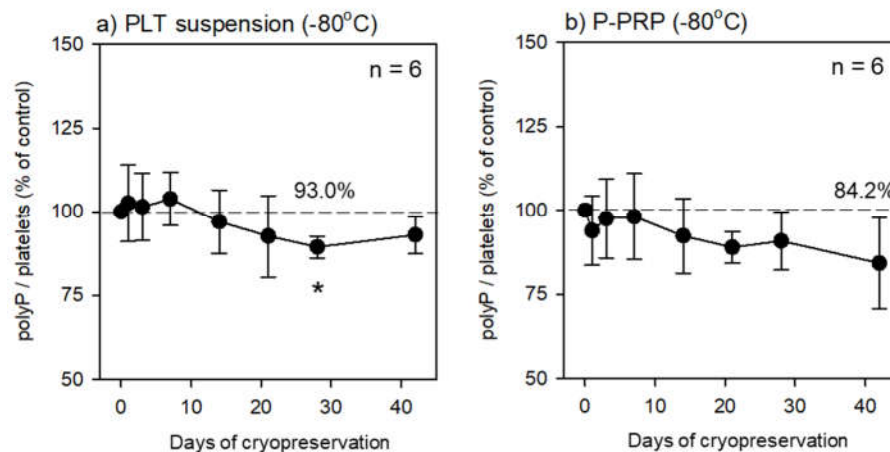 a) PLT suspension (-80°C)
n = 6
93.0%
*
polyP / platelets (% of control)
150
125
100
75
50
0 10 20 30 40
Days of cryopreservation
b) P-PRP (-80°C)
n = 6
84.2%
polyP / platelets (% of control)
150
125
100
75
50
0 10 20 30 40
Days of cryopreservation